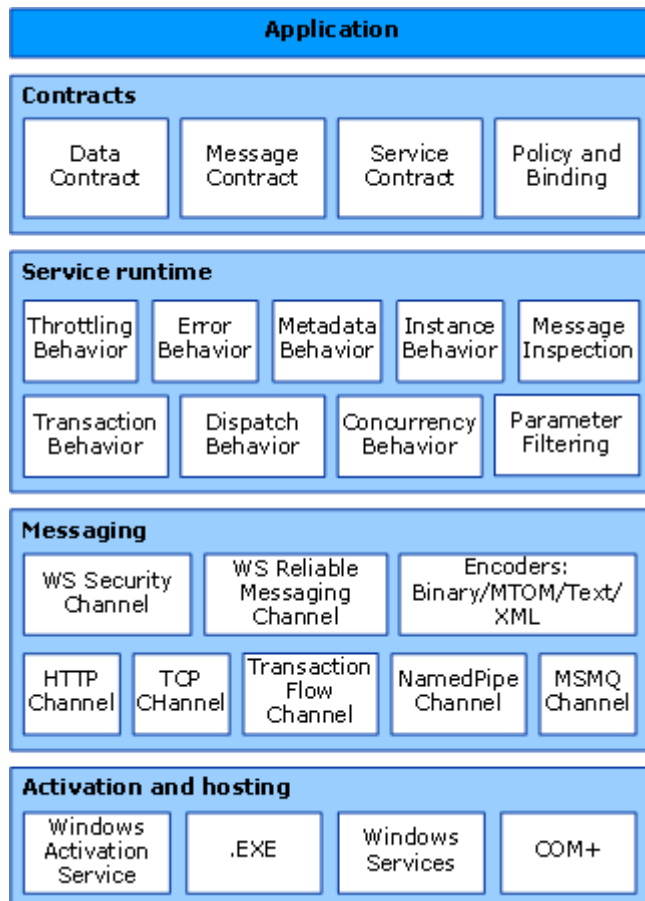 Application
Contracts
Data
Contract
Message
Contract
Service
Contract
Policy and
Binding
Service runtime
Throttling
Behavior
Error
Behavior
Metadata
Behavior
Instance
Behavior
Message
Inspection
Transaction
Behavior
Dispatch
Behavior
Concurrency
Behavior
Parameter
Filtering
Messaging
WS Security
Channel
WS Reliable
Messaging
Channel
Encoders:
Binary/MTOM/Text/
XML
HTTP
Channel
TCP
CHannel
Transaction
Flow
Channel
NamedPipe
Channel
MSMQ
Channel
Activation and hosting
Windows
Activation
Service
.EXE
Windows
Services
COM+